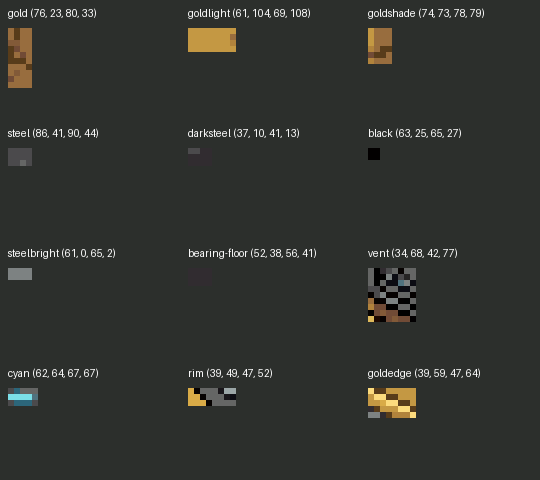 gold (76, 23, 80, 33)
goldlight (61, 104, 69, 108)
goldshade (74, 73, 78, 79)
steel (86, 41, 90, 44)
darksteel (37, 10, 41, 13)
black (63, 25, 65, 27)
steelbright (61, 0, 65, 2)
bearing-floor (52, 38, 56, 41)
vent (34, 68, 42, 77)
cyan (62, 64, 67, 67)
rim (39, 49, 47, 52)
goldedge (39, 59, 47, 64)